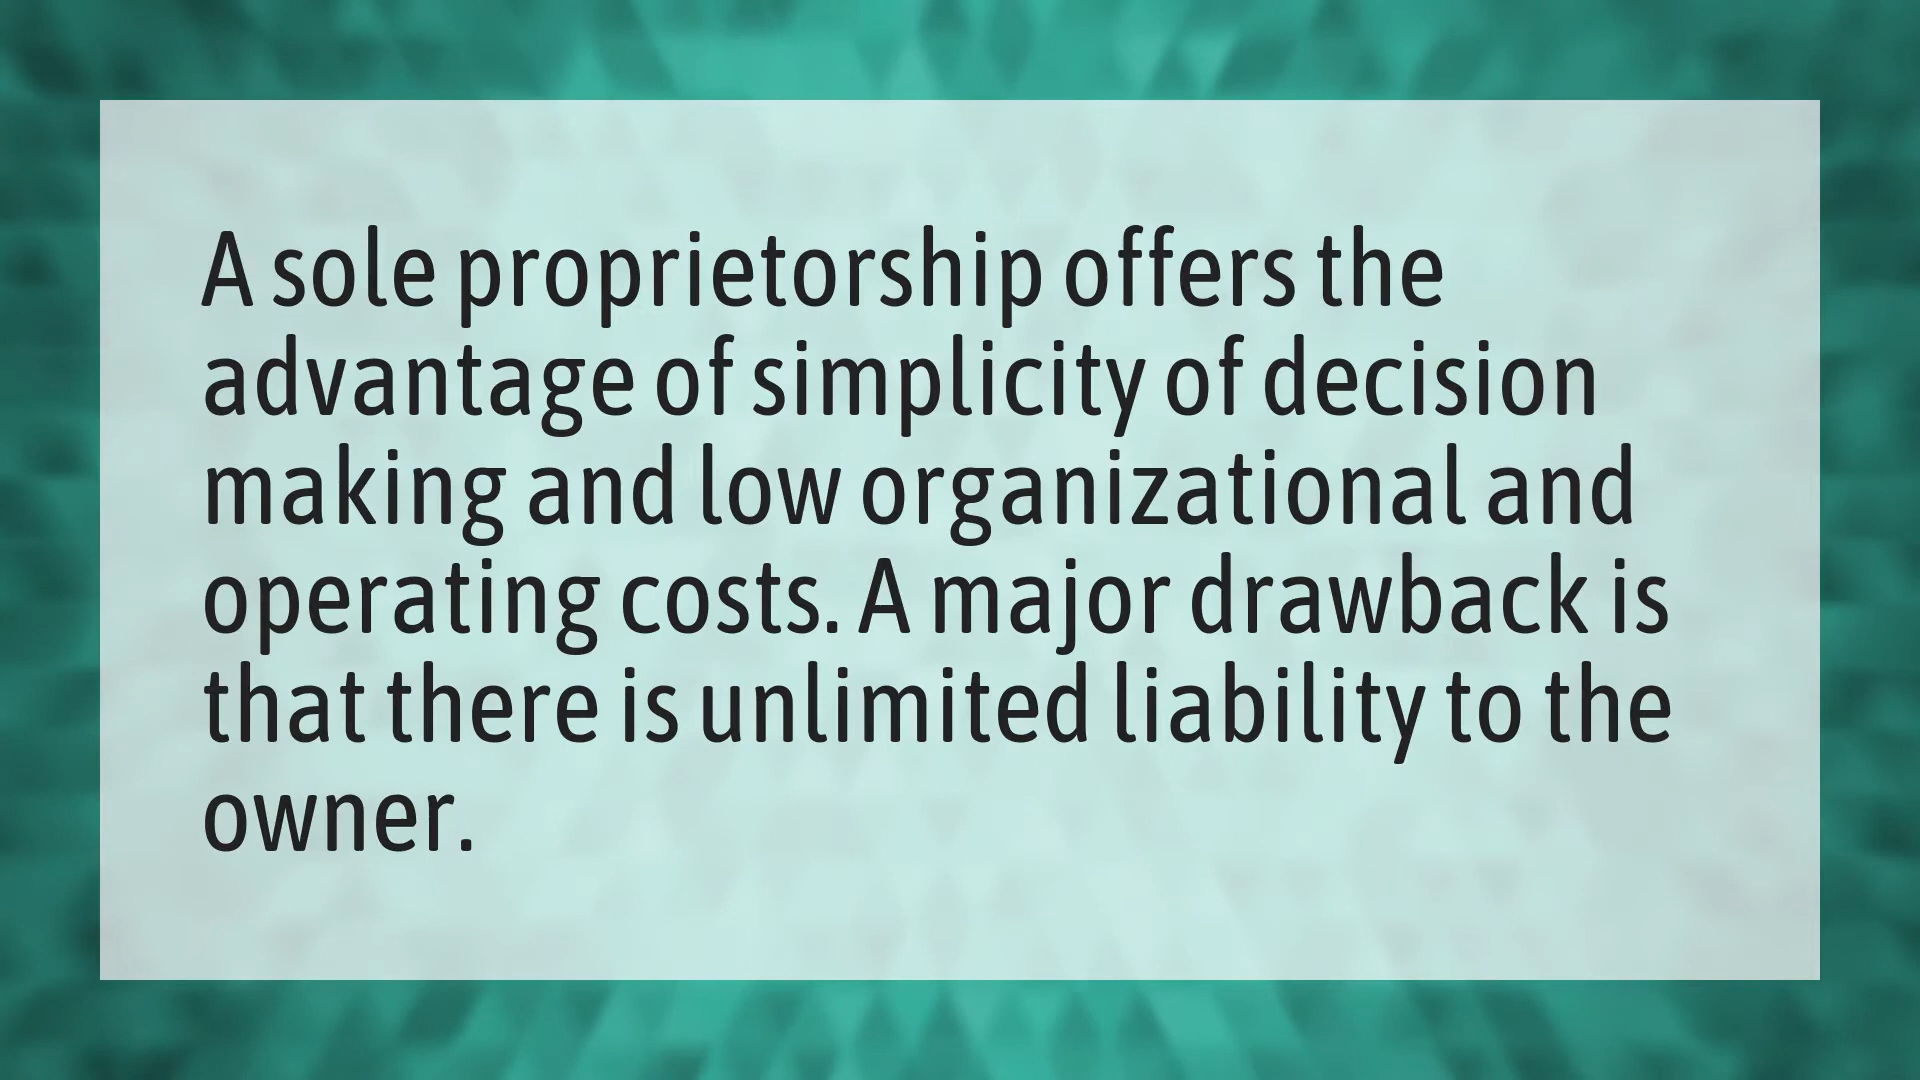 A sole proprietorship offers the
advantage of simplicity of decision
making and low organizational and
operating costs. A major drawback is
that there is unlimited liability to the
owner.